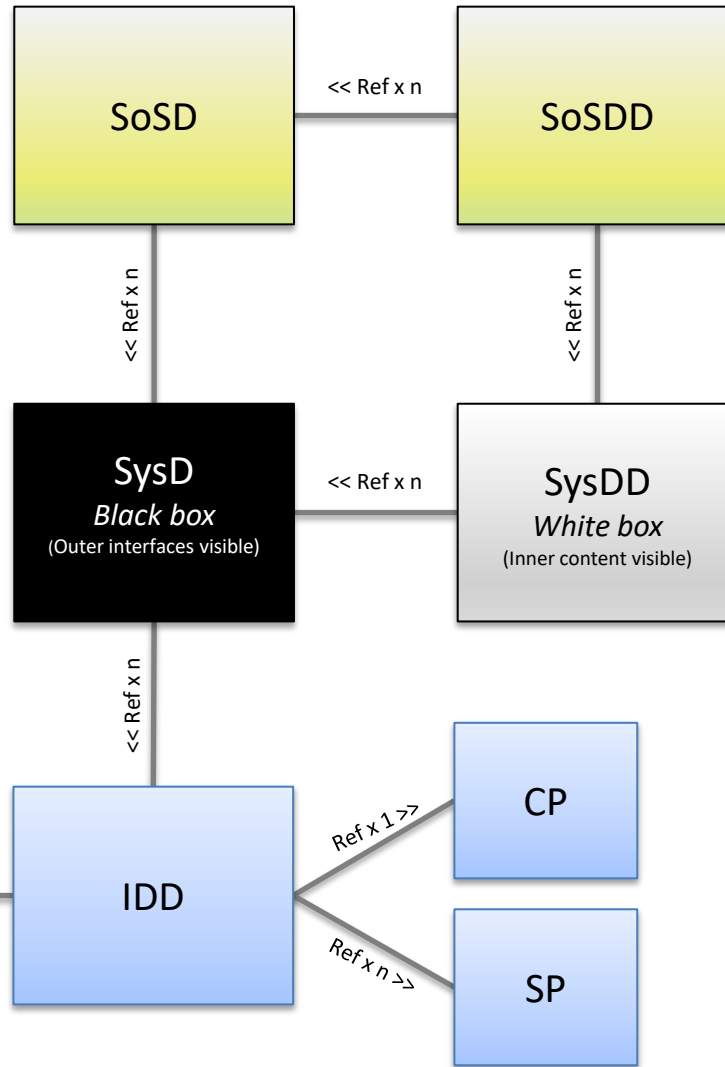 SoSD
<< Ref x n
SoSDD
<< Ref x n
<< Ref x n
SysD
Black box
(Outer interfaces visible)
<< Ref x n
SysDD
White box
(Inner content visible)
<< Ref x n
IDD
Ref x 1 >>
CP
Ref x n >>
SP